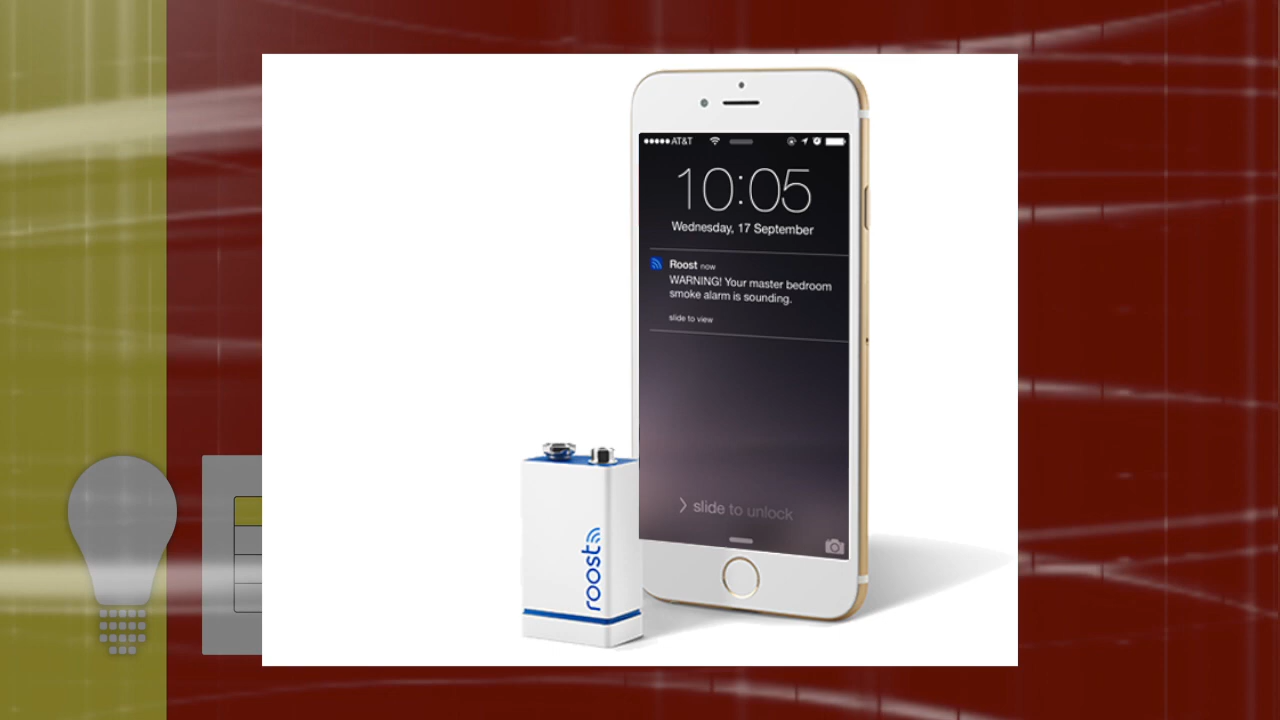 AT&T
10:05
Wednesday, 17 September
Roost now
WARNING! Your master bedroom
smoke alarm is sounding.
slide to view
> slide to unlock
roost